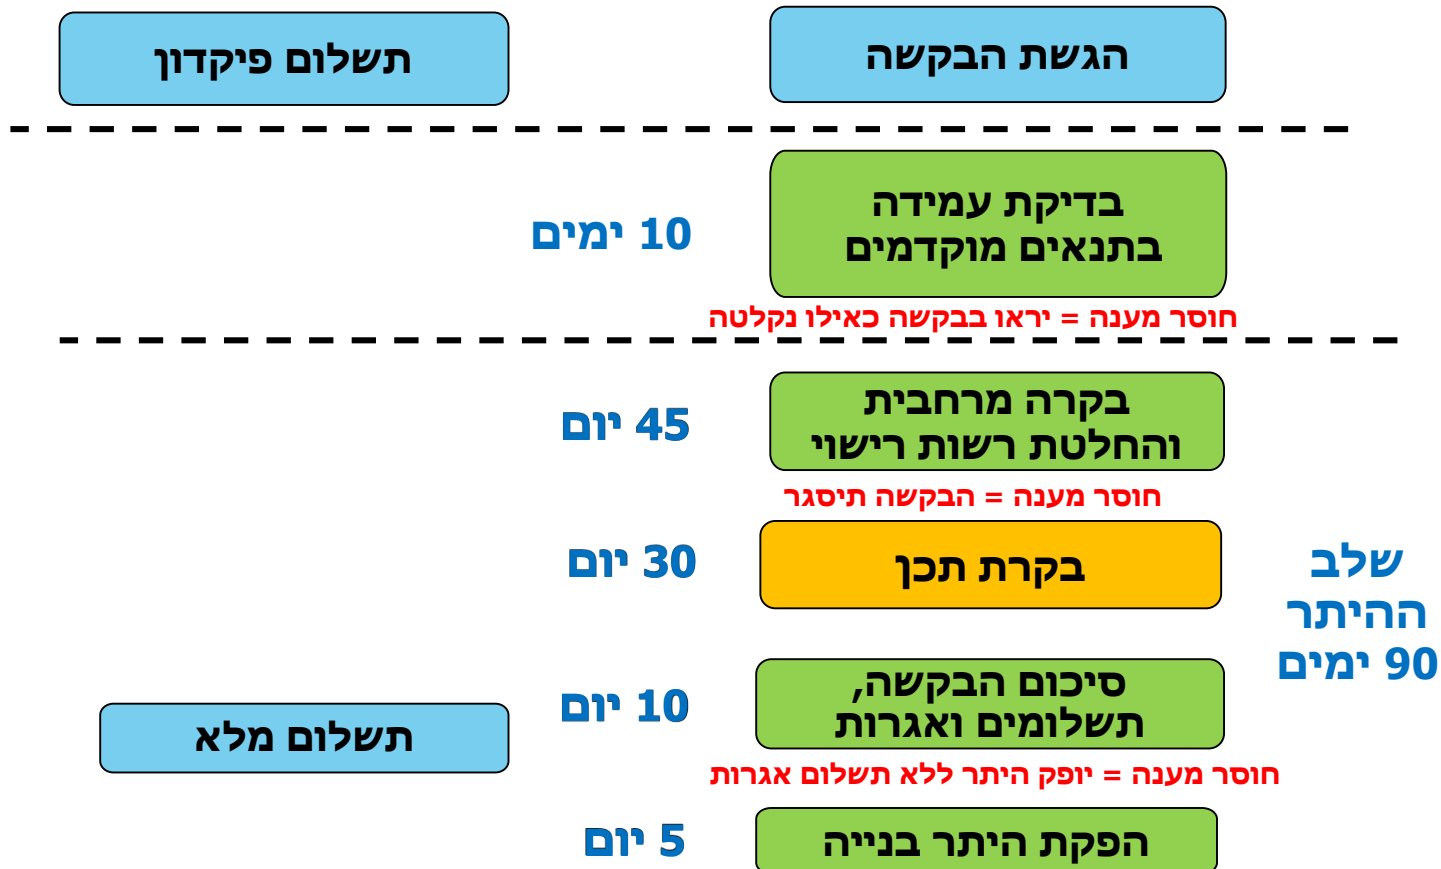 הגשת הבקשה
תשלום פיקדון
בדיקת עמידה
בתנאים מוקדמים
10 ימים
חוסר מענה = יראו בבקשה כאילו נקלטה
בקרה מרחבית
והחלטת רשות רישוי
45 יום
חוסר מענה = הבקשה תיסגר
שלב
ההיתר
90 ימים
בקרת תכן
30 יום
סיכום הבקשה,
תשלומים ואגרות
10 יום
תשלום מלא
חוסר מענה = יופק היתר ללא תשלום אגרות
הפקת היתר בנייה
5 יום